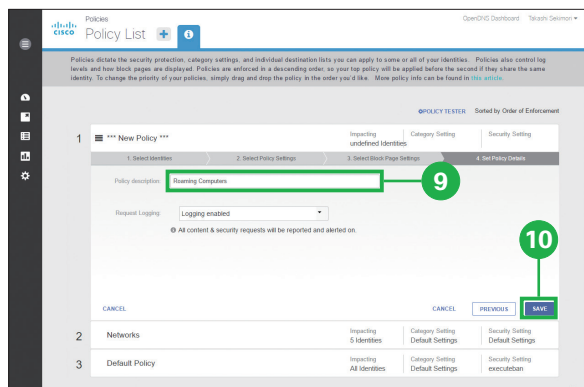 Policies
OpenDNS Dashboard Takashi Sekimon
CISCO
Policy List
Policies dictate the security protection, category settings, and individual destination lists you can apply to some or all of your identities. Policies also control log
levels and how block pages are displayed. Policies are enforced in a descending order, so your top policy will be applied before the second if they share the same
identity. To change the priority of your policies, simply drag and drop the policy in the order you'd like. More policy info can be found in this article.
POLICY TESTER Sorted by Order of Enforcement
1 *** New Policy ***
Impacting
undefined Identities
Category Setting
Security Setting
1. Select Identities
2. Select Policy Settings
3. Select Block Page Settings
4. Set Policy Details
Policy description: Roaming Computers
9
Request Logging: Logging enabled
All content & security requests will be reported and alerted on.
10
CANCEL
CANCEL
PREVIOUS
SAVE
2 Networks
Impacting
5 Identities
Category Setting
Default Settings
Security Setting
Default Settings
3 Default Policy
Impacting
All Identities
Category Setting
Default Settings
Security Setting
executeban